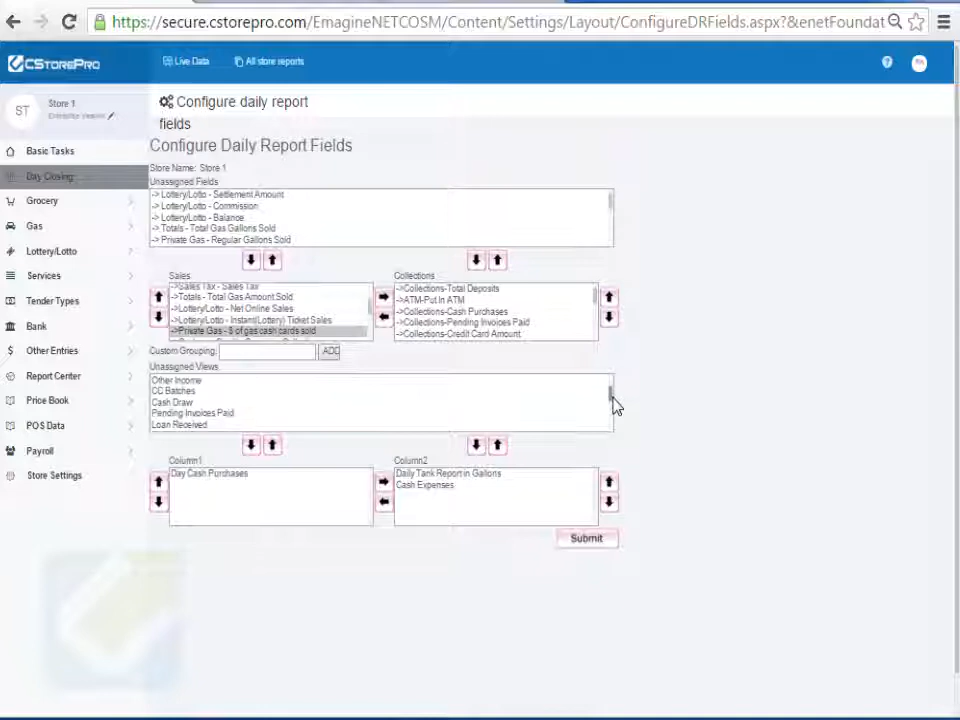 https://secure.cstorepro.com/EmagineNETCOSM/Content/Settings/Layout/ConfigureDRFields.aspx?&enetFoundat
CSTOREPRO
Live Data
All store reports
ST
Store 1
Enterprise Version
Configure daily report
fields
Basic Tasks
Day Closing
Grocery
Gas
Lottery/Lotto
Services
Tender Types
Bank
Other Entries
Report Center
Price Book
POS Data
Payroll
Store Settings
Configure Daily Report Fields
Store Name: Store 1
Unassigned Fields
-> Lottery/Lotto - Settlement Amount
-> Lottery/Lotto - Commission
-> Lottery/Lotto - Balance
-> Totals - Total Gas Gallons Sold
-> Private Gas - Regular Gallons Sold
Sales
->Sales Tax - Sales Tax
->Totals - Total Gas Amount Sold
->Lottery/Lotto - Net Online Sales
->Lottery/Lotto - Instant(Lottery) Ticket Sales
->Private Gas - $ of gas cash cards sold
Collections
->Collections-Total Deposits
->ATM-Put In ATM
->Collections-Cash Purchases
->Collections-Pending Invoices Paid
->Collections-Credit Card Amount
Custom Grouping:
ADD
Unassigned Views
Other Income
CC Batches
Cash Draw
Pending Invoices Paid
Loan Received
Column1
Day Cash Purchases
Column2
Daily Tank Report in Gallons
Cash Expenses
Submit